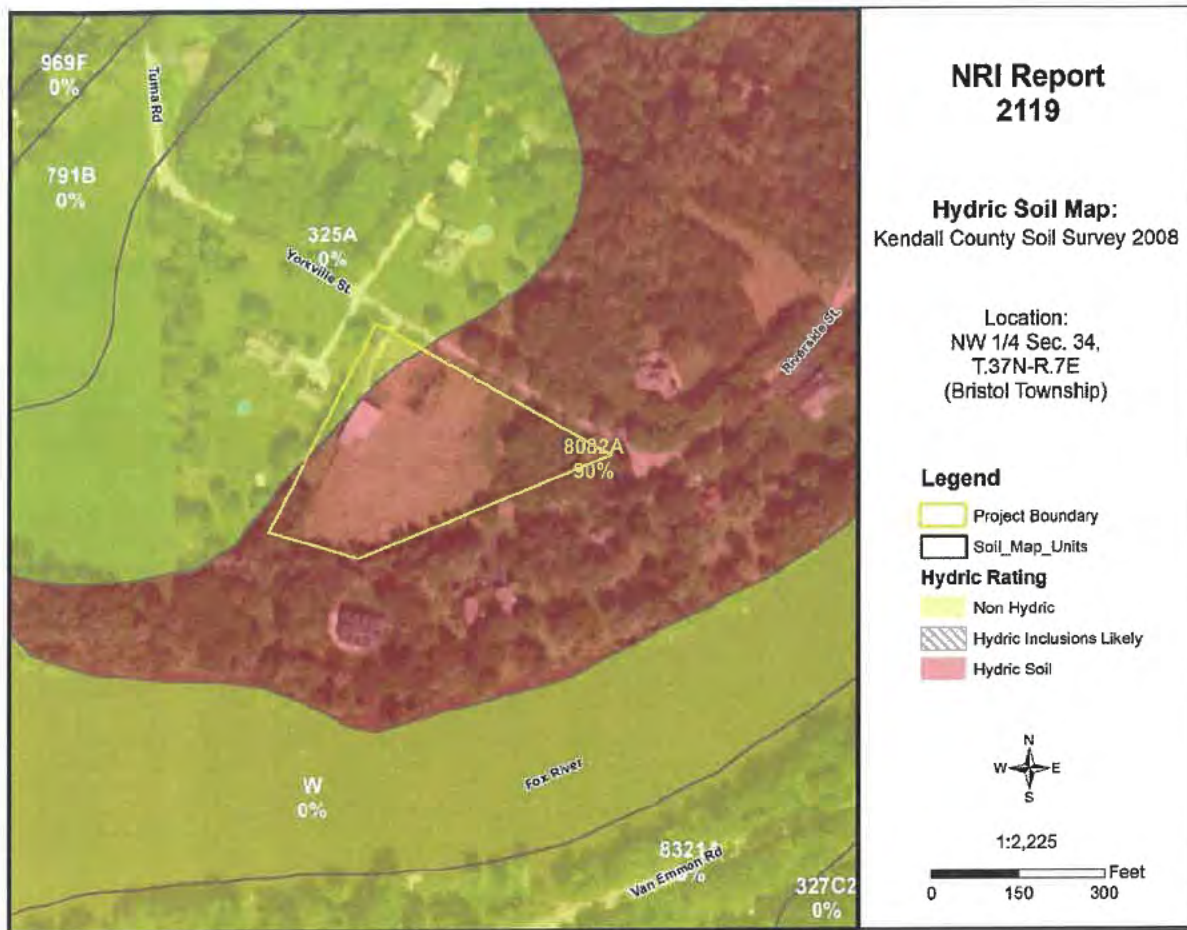 969F
0%
Tuma Rd
791B
0%
325A
0%
Yorkville St.
Riverside St.
8082A
90%
W
0%
Fox River
Van Emmon Rd
327C2
0%
NRI Report
2119
Hydric Soil Map:
Kendall County Soil Survey 2008
Location:
NW 1/4 Sec. 34,
T.37N-R.7E
(Bristol Township)
Legend
Project Boundary
Soil_Map_Units
Hydric Rating
Non Hydric
Hydric Inclusions Likely
Hydric Soil
N
W E
S
1:2,225
Feet
0 150 300